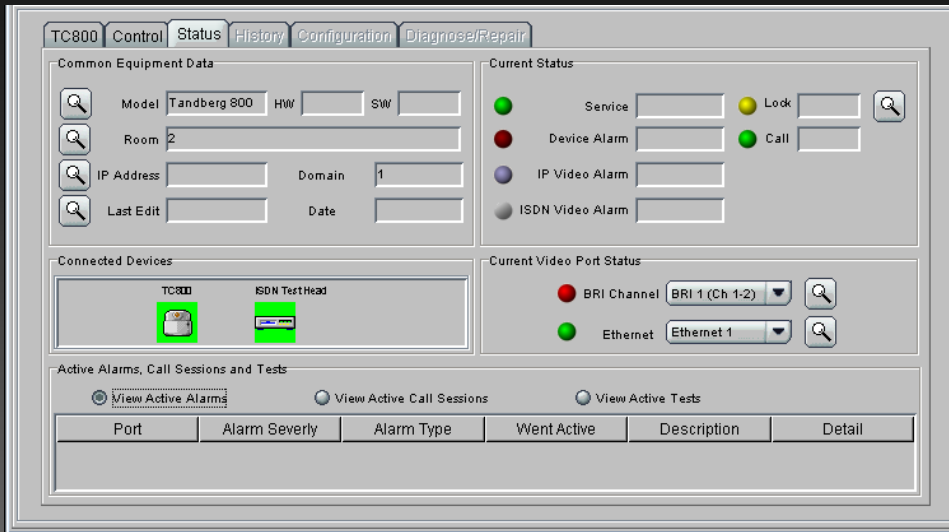 TC800 Control Status History Configuration Diagnose/Repair
Common Equipment Data
Model Tandberg 800 HW SW
Room 2
IP Address Domain 1
Last Edit Date
Current Status
Service Lock
Device Alarm Call
IP Video Alarm
ISDN Video Alarm
Connected Devices
TC800 ISDN Test Head
Current Video Port Status
BRI Channel BRI 1 (Ch 1-2)
Ethernet Ethernet 1
Active Alarms, Call Sessions and Tests
View Active Alarms View Active Call Sessions View Active Tests
Port Alarm Severly Alarm Type Went Active Description Detail